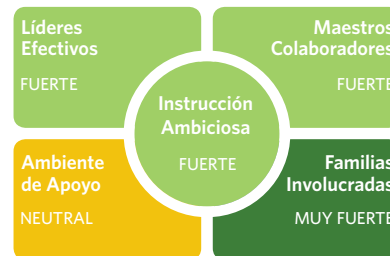 Líderes
Efectivos
FUERTE
Maestros
Colaboradores
FUERTE
Instrucción
Ambiciosa
FUERTE
Ambiente
de Apoyo
NEUTRAL
Familias
Involucradas
MUY FUERTE